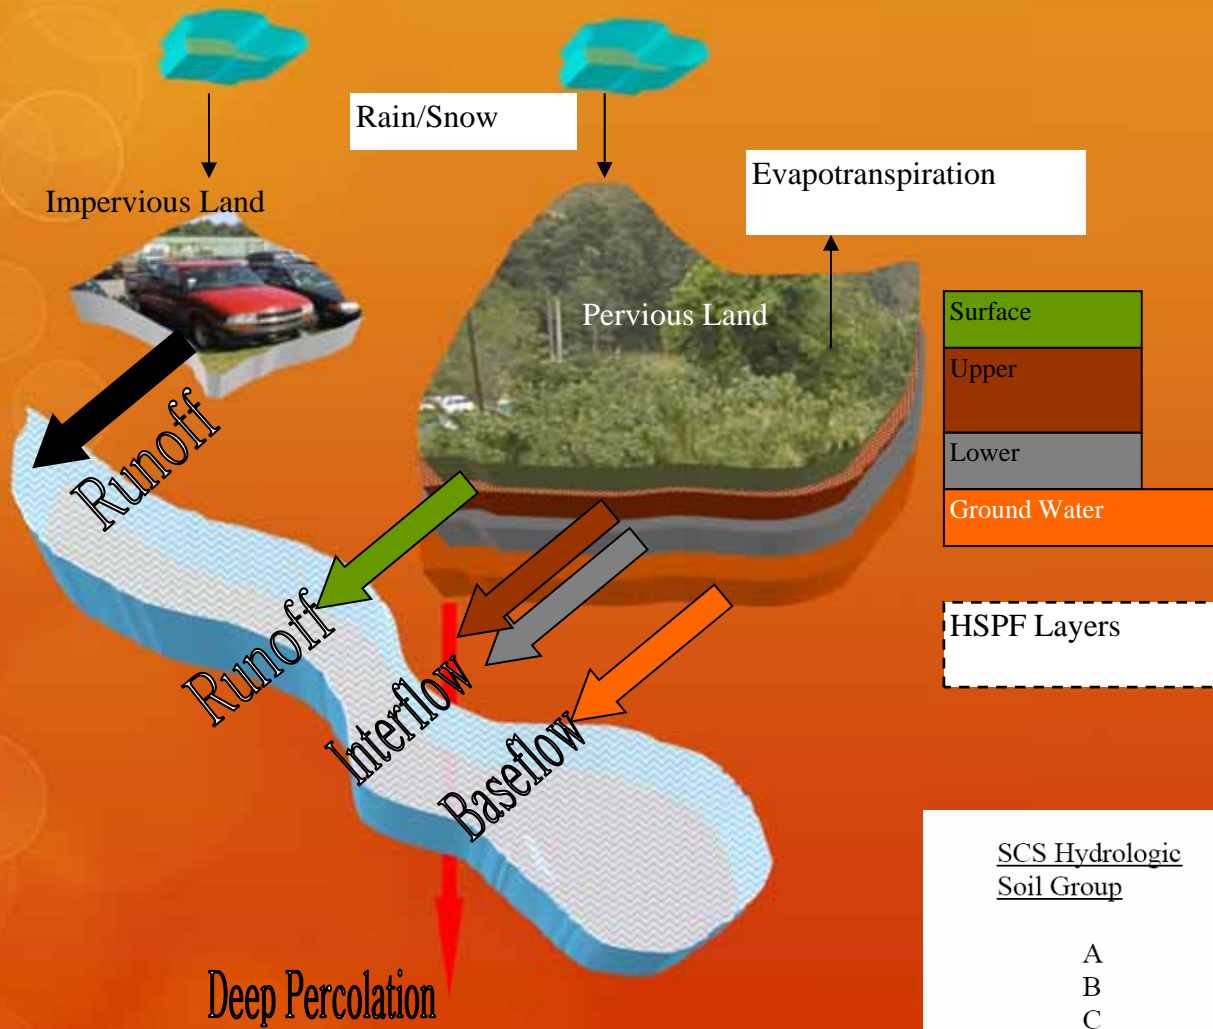 Rain/Snow
Evapotranspiration
Impervious Land
Pervious Land
Surface
Upper
Lower
Ground Water
HSPF Layers
Runoff
Runoff
Interflow
Baseflow
Deep Percolation
SCS Hydrologic
Soil Group
A
B
C